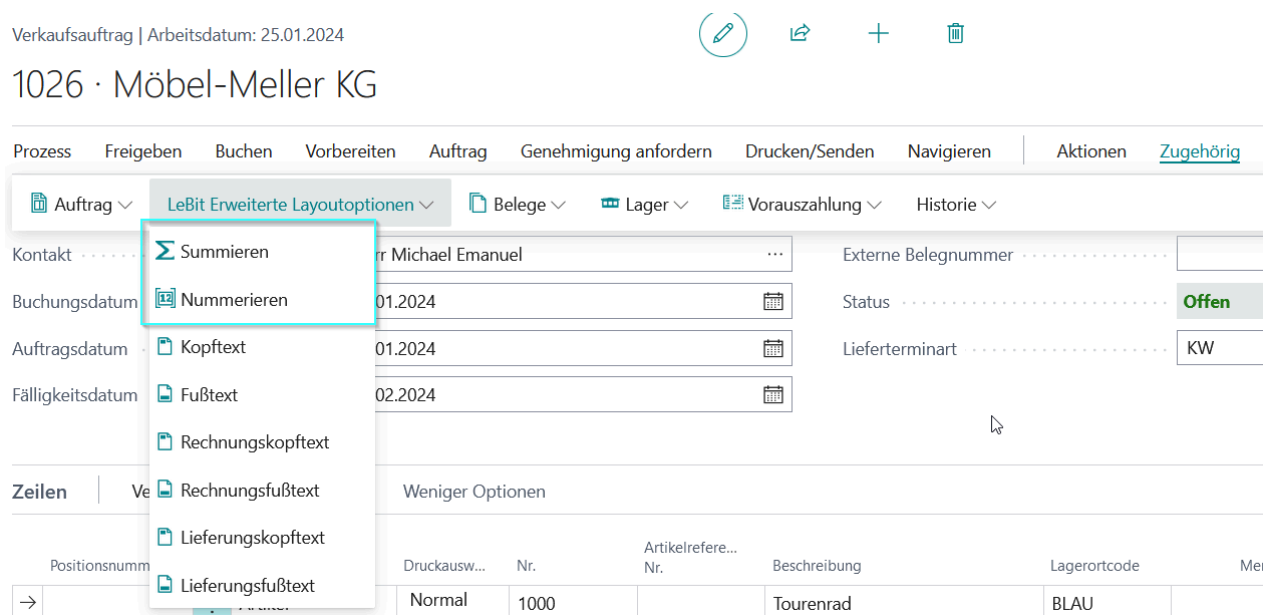 Verkaufsauftrag | Arbeitsdatum: 25.01.2024
1026 · Möbel-Meller KG
Prozess Freigeben Buchen Vorbereiten Auftrag Genehmigung anfordern Drucken/Senden Navigieren Aktionen Zugehörig
Auftrag LeBit Erweiterte Layoutoptionen Belege Lager Vorauszahlung Historie
Kontakt Summieren Michael Emanuel ... Externe Belegnummer
Buchungsdatum Nummerieren 01.2024 Status Offen
Auftragsdatum Kopftext 01.2024 Lieferterminart KW
Fälligkeitsdatum Fußtext 02.2024
Rechnungskopftext
Zeilen Rechnungsfußtext Weniger Optionen
Lieferungskopftext
Positionsnumm Druckausw... Nr. Artikelrefere... Nr. Beschreibung Lagerortcode
Lieferungsfußtext Normal 1000 Tourenrad BLAU